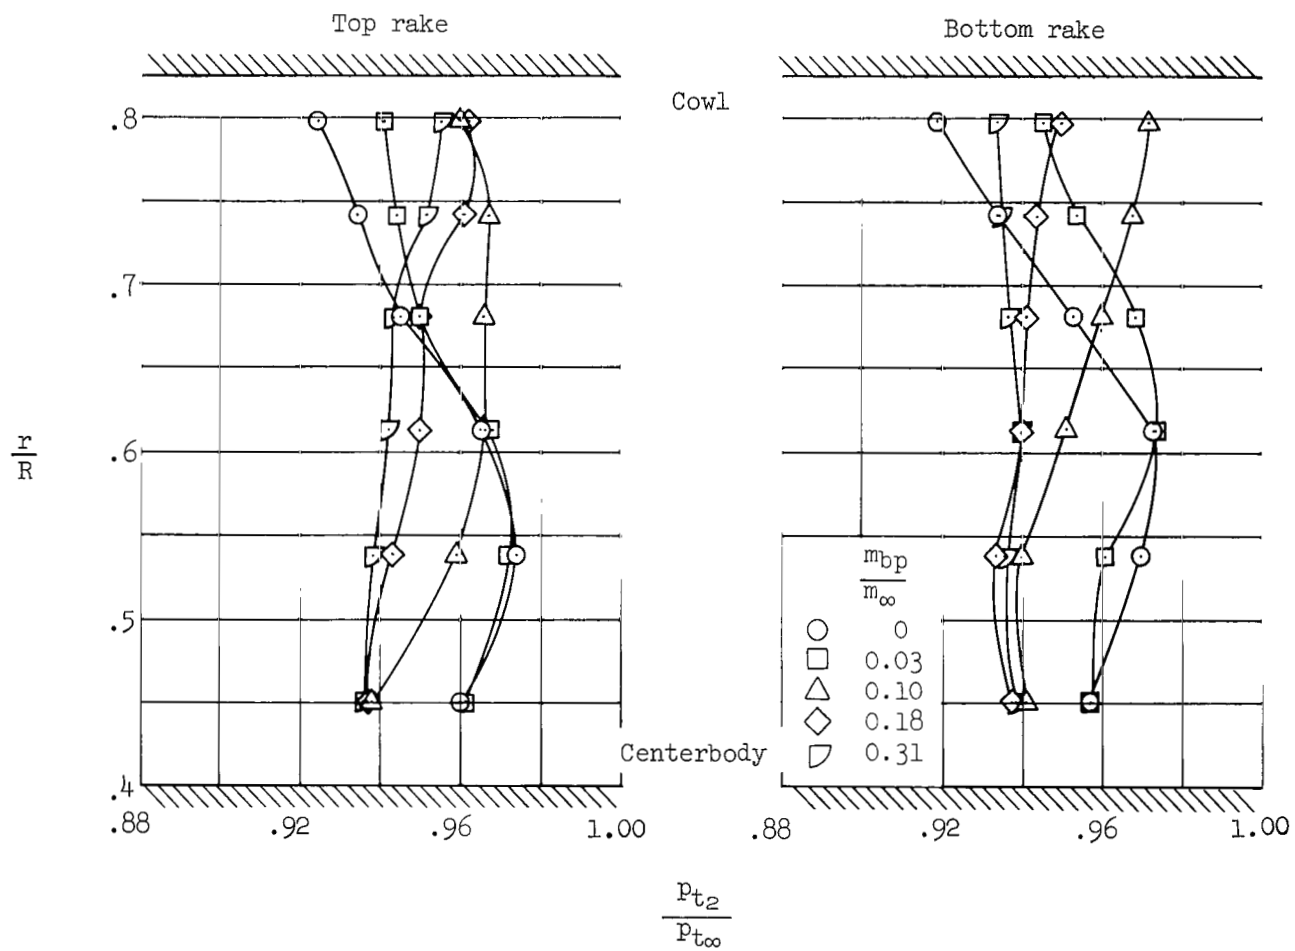 Top rake
Bottom rake
Cowl
.8
.7
r
R
.6
.5
.4
m_bp
m_∞
0
0.03
0.10
0.18
0.31
Centerbody
.88 .92 .96 1.00
.88 .92 .96 1.00
p_t2
p_t∞